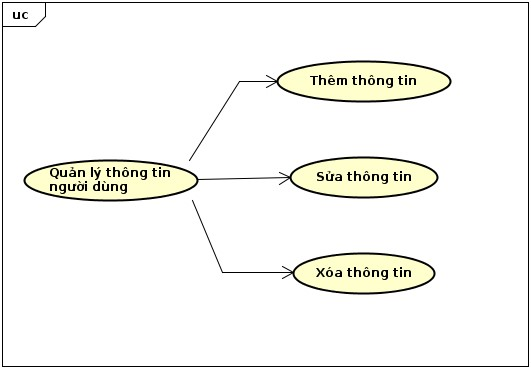 uc
Thêm thông tin
Quản lý thông tin
người dùng
Sửa thông tin
Xóa thông tin